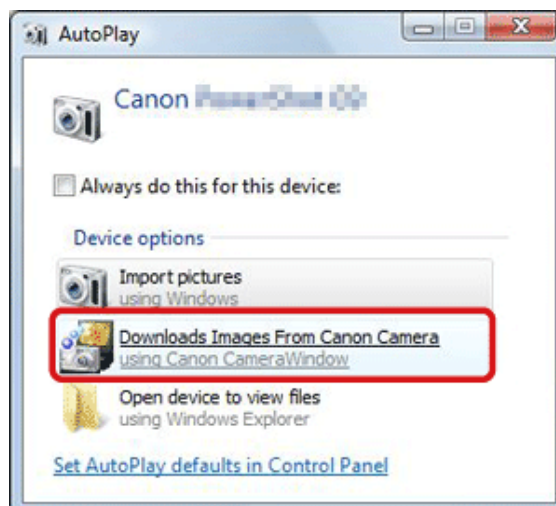 AutoPlay
Canon
Always do this for this device:
Device options
Import pictures
using Windows
Downloads Images From Canon Camera
using Canon CameraWindow
Open device to view files
using Windows Explorer
Set AutoPlay defaults in Control Panel